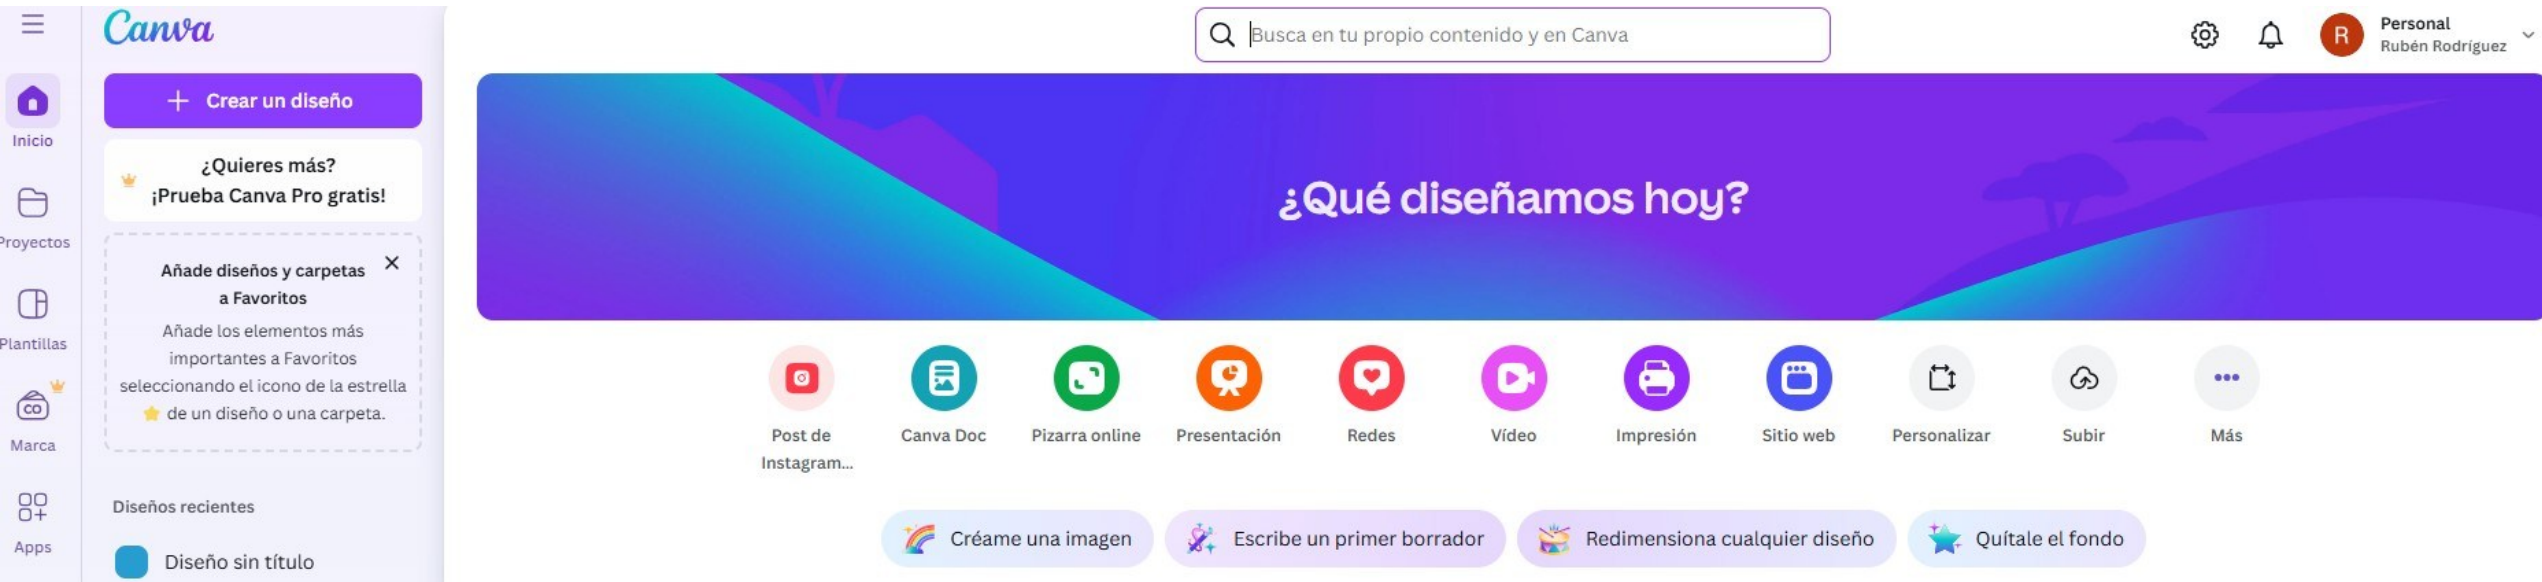 Canva
Busca en tu propio contenido y en Canva
R
Personal
Rubén Rodríguez
Inicio
Proyectos
Plantillas
CO
Marca
Apps
+ Crear un diseño
¿Quieres más?
¡Prueba Canva Pro gratis!
Añade diseños y carpetas
a Favoritos
Añade los elementos más
importantes a Favoritos
seleccionando el icono de la estrella
de un diseño o una carpeta.
Diseños recientes
Diseño sin título
¿Qué diseñamos hoy?
Post de
Instagram...
Canva Doc
Pizarra online
Presentación
Redes
Vídeo
Impresión
Sitio web
Personalizar
Subir
Más
Créame una imagen
Escribe un primer borrador
Redimensiona cualquier diseño
Quítale el fondo